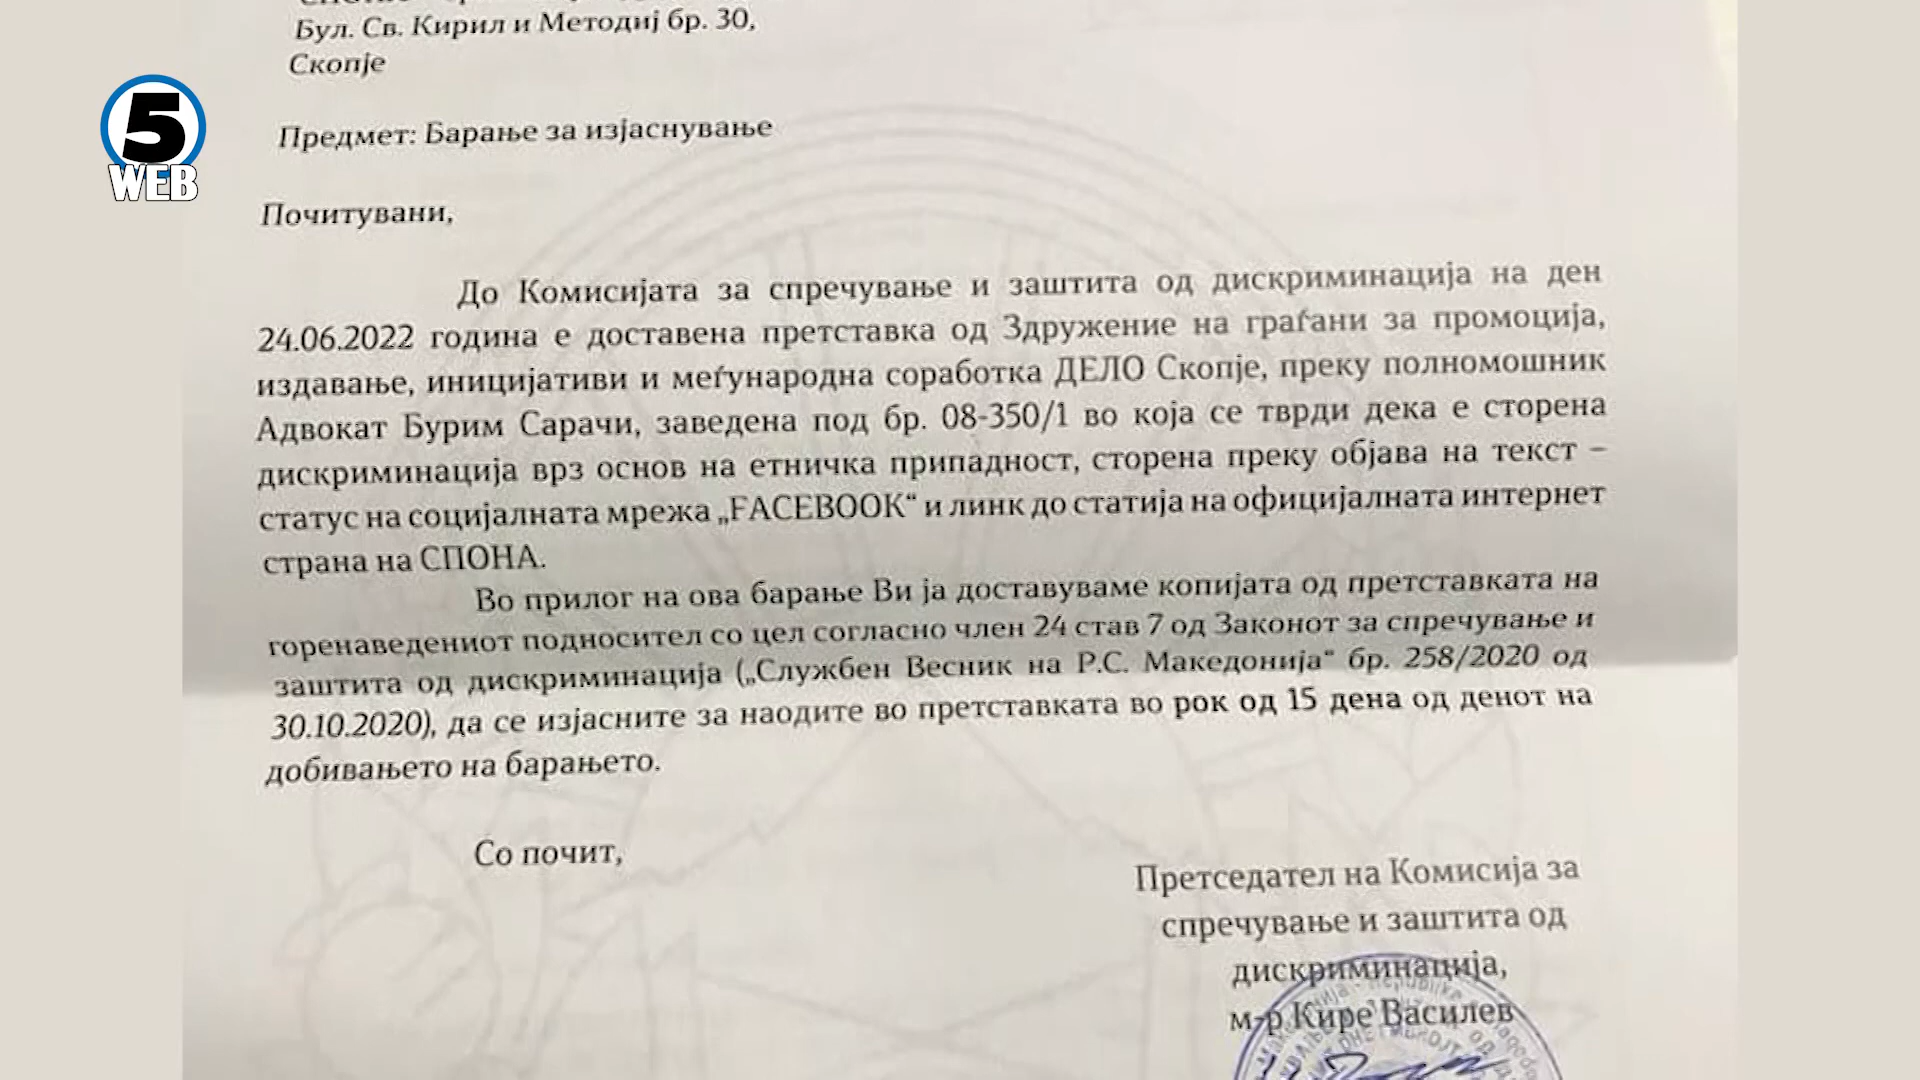 Бул. Св. Кирил и Методиј бр. 30,
Скопје
5
WEB
Предмет: Барање за изјаснување
Почитувани,
До Комисијата за спречување и заштита од дискриминација на ден
24.06.2022 година е доставена претставка од Здружение на граѓани за промоција,
издавање, иницијативи и меѓународна соработка ДЕЛО Скопје, преку полномошник
Адвокат Бурим Сарачи, заведена под бр. 08-350/1 во која се тврди дека е сторена
дискриминација врз основ на етничка припадност, сторена преку објава на текст –
статус на социјалната мрежа „FACEBOOK“ и линк до статија на официјалната интернет
страна на СПОНА.
Во прилог на ова барање Ви ја доставуваме копијата од претставката на
горенаведениот подносител со цел согласно член 24 став 7 од Законот за спречување и
заштита од дискриминација („Службен Весник на Р.С. Македонија“ бр. 258/2020 од
30.10.2020), да се изјасните за наодите во претставката во рок од 15 дена од денот на
добивањето на барањето.
Со почит,
Претседател на Комисија за
спречување и заштита од
дискриминација,
м-р Кире Василев